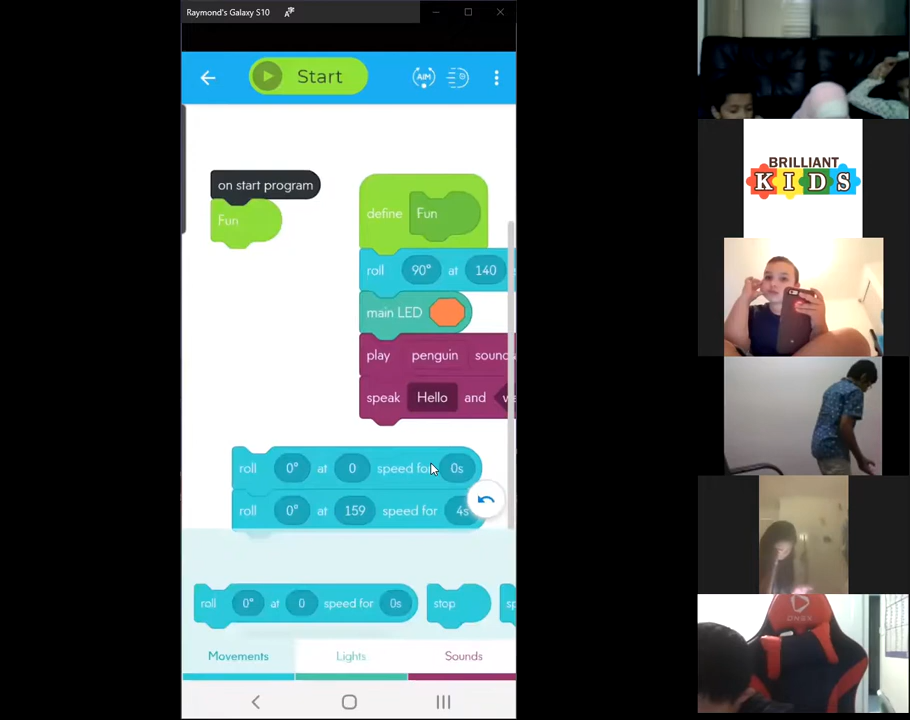 Raymond's Galaxy S10
Start
AIM
on start program
Fun
define Fun
roll 90° at 140
main LED
play penguin soun
speak Hello and
roll 0° at 0 speed for 0s
roll 0° at 159 speed for 4s
roll 0° at 0 speed for 0s
stop
Movements Lights Sounds
BRILLIANT
KIDS